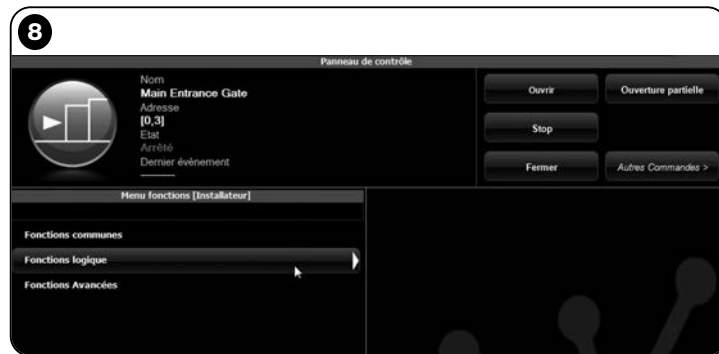 8
Panneau de contrôle
Nom
Main Entrance Gate
Adresse
[0,3]
Etat
Arrêté
Dernier évènement
Ouvrir
Ouverture partielle
Stop
Fermer
Autres Commandes >
Menu fonctions [Installateur]
Fonctions communes
Fonctions logique
Fonctions Avancées